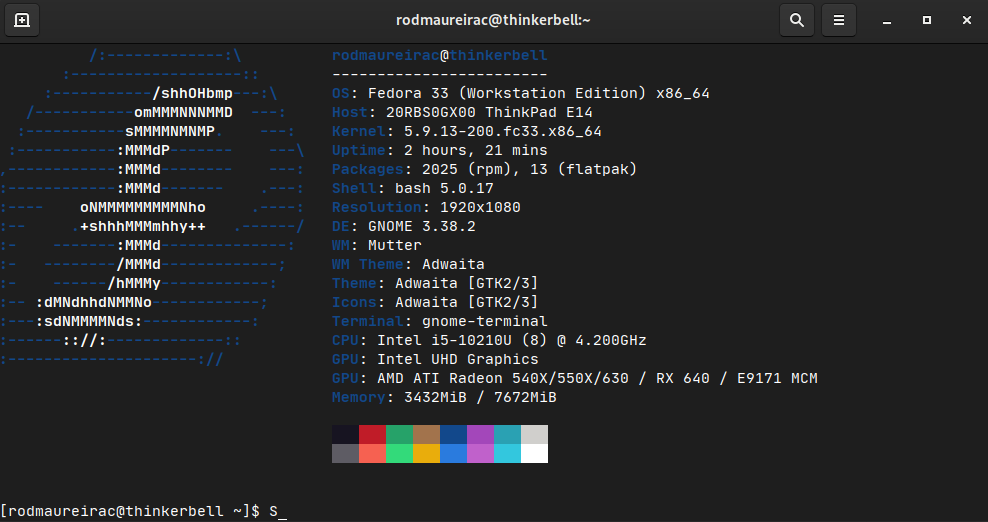 rodmaureirac@thinkerbell:~
/:-------------:\
:-------------------::
:-----------/shhOHbmp---:\
/-----------omMMMNNNMMD  ---:
:-----------sMMMMNMNMP.    ---:
:-----------:MMMdP-------    ---\
,------------:MMMd--------    ---:
:------------:MMMd-------    .---:
:----    oNMMMMMMMMMNho     .----:
:--     .+shhhMMMmhhy++   .------/
:-    -------:MMMd--------------:
:-   --------/MMMd-------------;
:-    ------/hMMMy------------:
:-- :dMNdhhdNMMNo------------;
:---:sdNMMMMNds:------------:
:------:://:-------------::
:---------------------://
rodmaureirac@thinkerbell
------------------------
OS: Fedora 33 (Workstation Edition) x86_64
Host: 20RBS0GX00 ThinkPad E14
Kernel: 5.9.13-200.fc33.x86_64
Uptime: 2 hours, 21 mins
Packages: 2025 (rpm), 13 (flatpak)
Shell: bash 5.0.17
Resolution: 1920x1080
DE: GNOME 3.38.2
WM: Mutter
WM Theme: Adwaita
Theme: Adwaita [GTK2/3]
Icons: Adwaita [GTK2/3]
Terminal: gnome-terminal
CPU: Intel i5-10210U (8) @ 4.200GHz
GPU: Intel UHD Graphics
GPU: AMD ATI Radeon 540X/550X/630 / RX 640 / E9171 MCM
Memory: 3432MiB / 7672MiB
[rodmaureirac@thinkerbell ~]$ S_